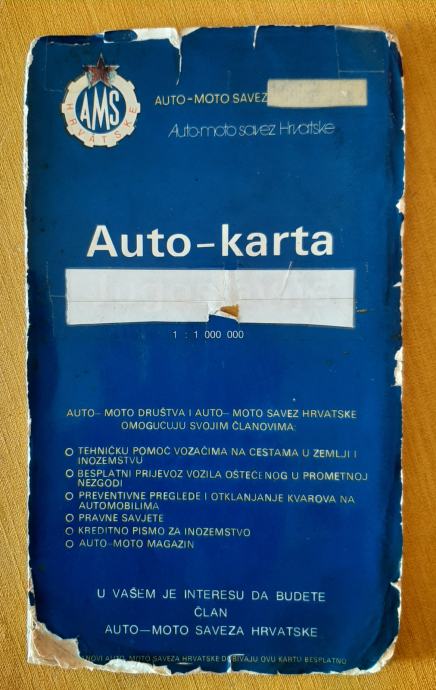 AMS
HRVATSKE
AUTO-MOTO SAVEZ
Auto-moto savez Hrvatske
Auto-karta
1 : 1 000 000
AUTO- MOTO DRUŠTVA I AUTO- MOTO SAVEZ HRVATSKE
OMOGUĆUJU SVOJIM ČLANOVIMA:
TEHNIČKU POMOĆ VOZAČIMA NA CESTAMA U ZEMLJI I
INOZEMSTVU
BESPLATNI PRIJEVOZ VOZILA OŠTEĆENOG U PROMETNOJ
NEZGODI
PREVENTIVNE PREGLEDE I OTKLANJANJE KVAROVA NA
AUTOMOBILIMA
PRAVNE SAVJETE
KREDITNO PISMO ZA INOZEMSTVO
AUTO-MOTO MAGAZIN
U VAŠEM JE INTERESU DA BUDETE
ČLAN
AUTO—MOTO SAVEZA HRVATSKE
AUTO MOTO SAVEZA HRVATSKE DOBIVAJU OVU KARTU BESPLATNO